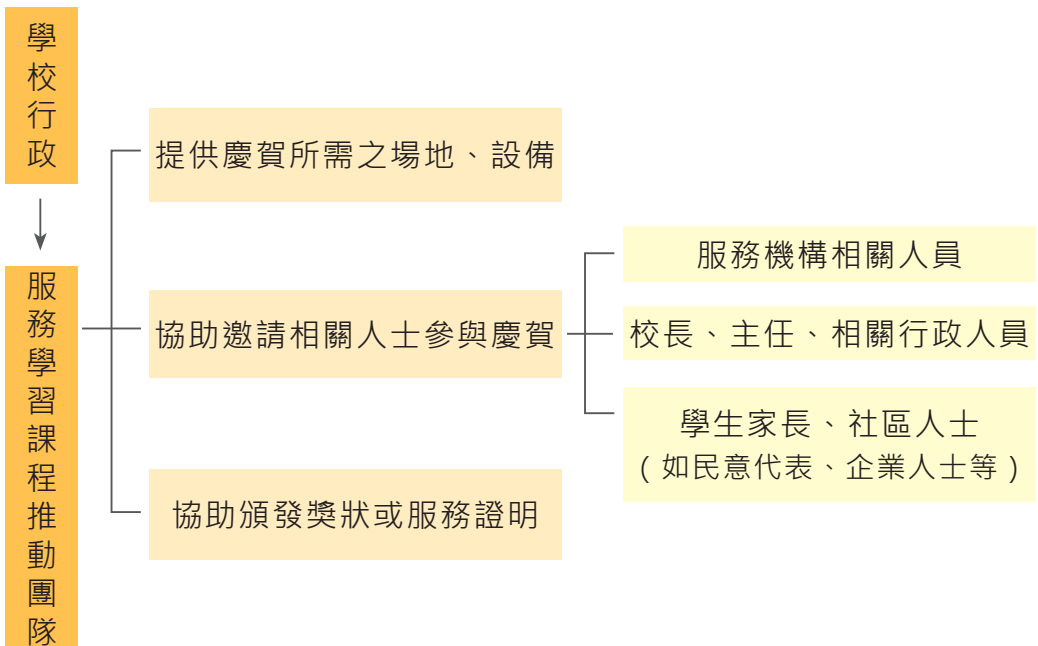 學校行政
服務學習課程推動團隊
提供慶賀所需之場地、設備
協助邀請相關人士參與慶賀
協助頒發獎狀或服務證明
服務機構相關人員
校長、主任、相關行政人員
學生家長、社區人士
（如民意代表、企業人士等）